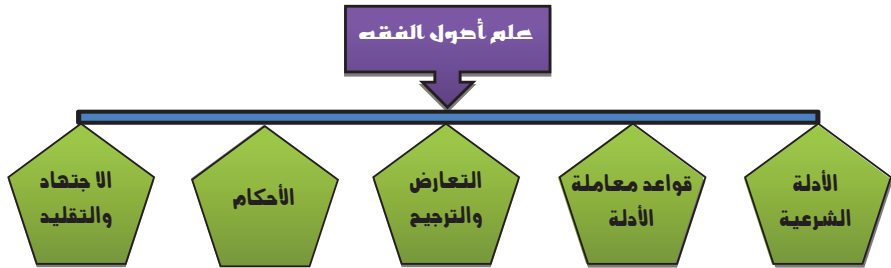 علم أصول الفقه
الأدلة
الشرعية
قواعد معاملة
الأدلة
التعارض
والترجيح
الأحكام
الاجتهاد
والتقليد